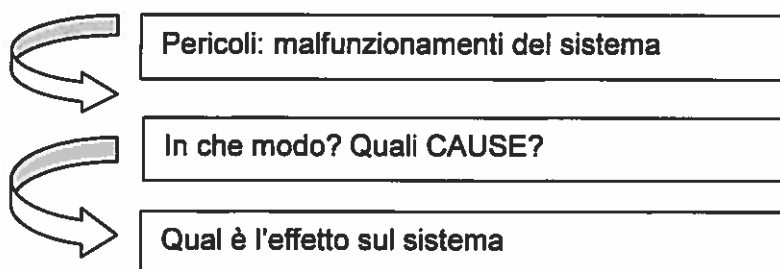 Pericoli: malfunzionamenti del sistema
In che modo? Quali CAUSE?
Qual è l'effetto sul sistema